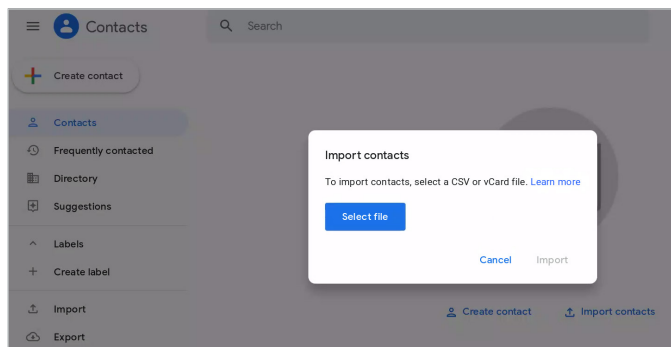 Contacts
Search
Create contact
Contacts
Frequently contacted
Directory
Suggestions
Labels
Create label
Import
Export
Import contacts
To import contacts, select a CSV or vCard file. Learn more
Select file
Cancel Import
Create contact Import contacts